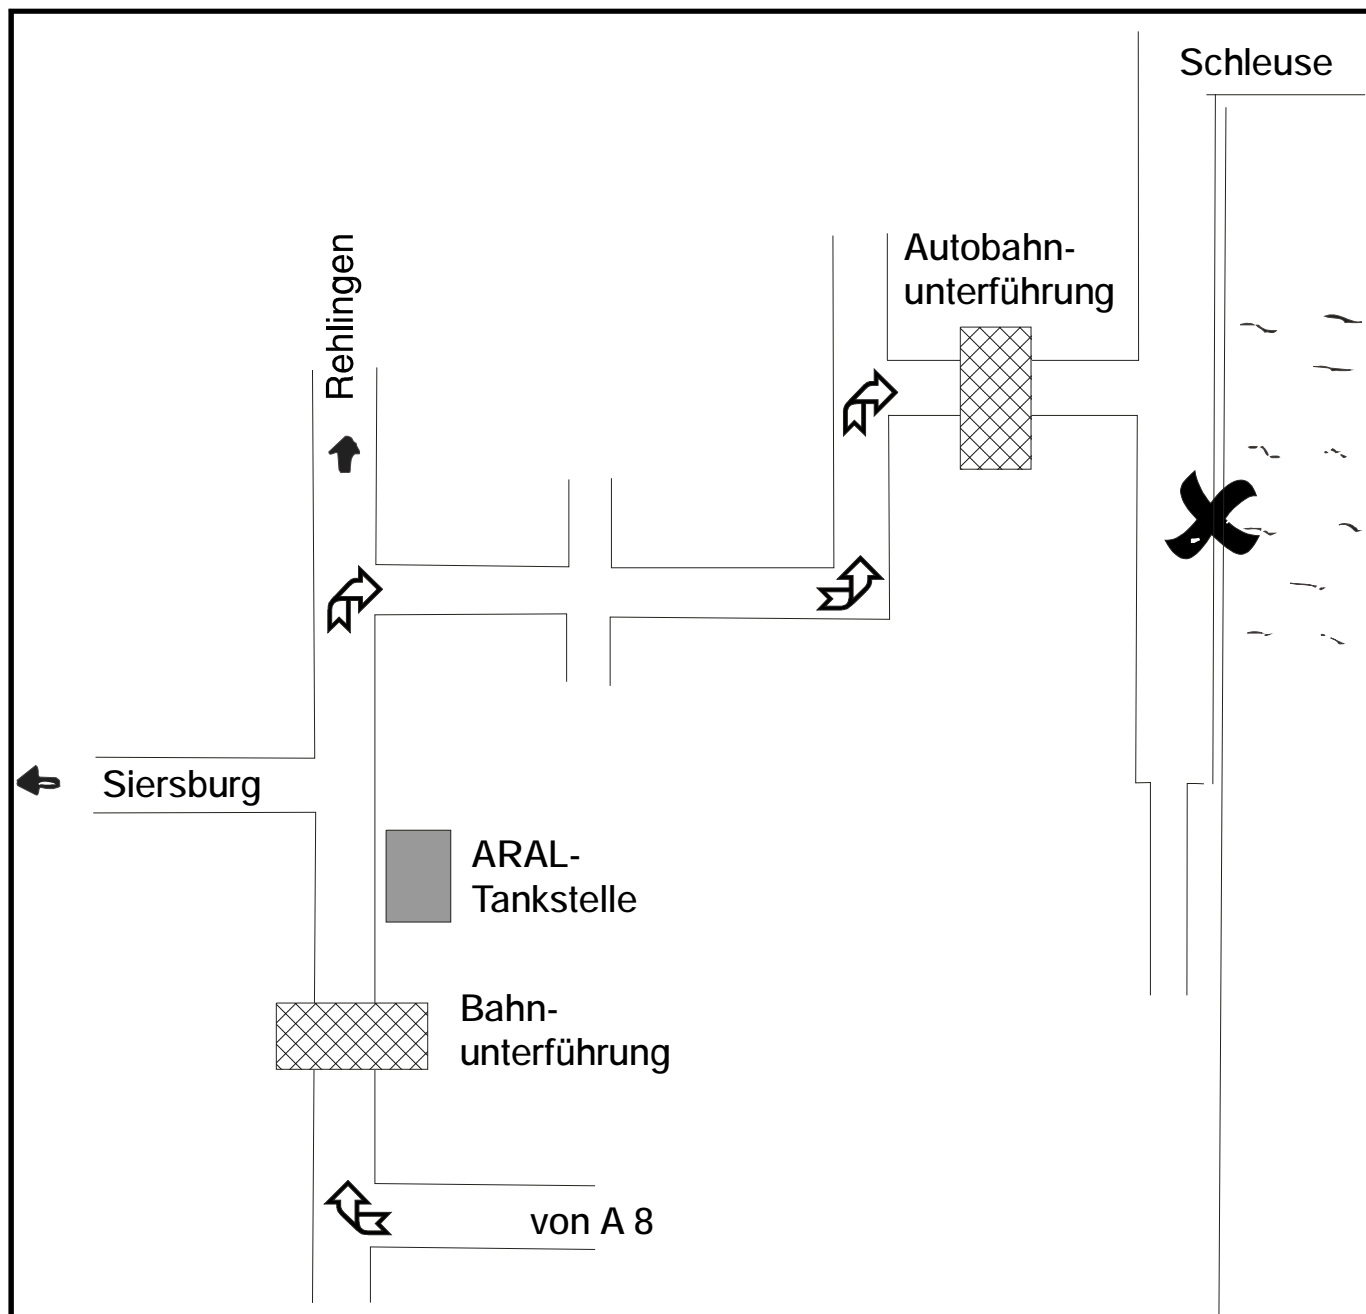 Schleuse
Autobahn-
unterführung
Rehlingen
Siersburg
ARAL-
Tankstelle
Bahn-
unterführung
von A 8